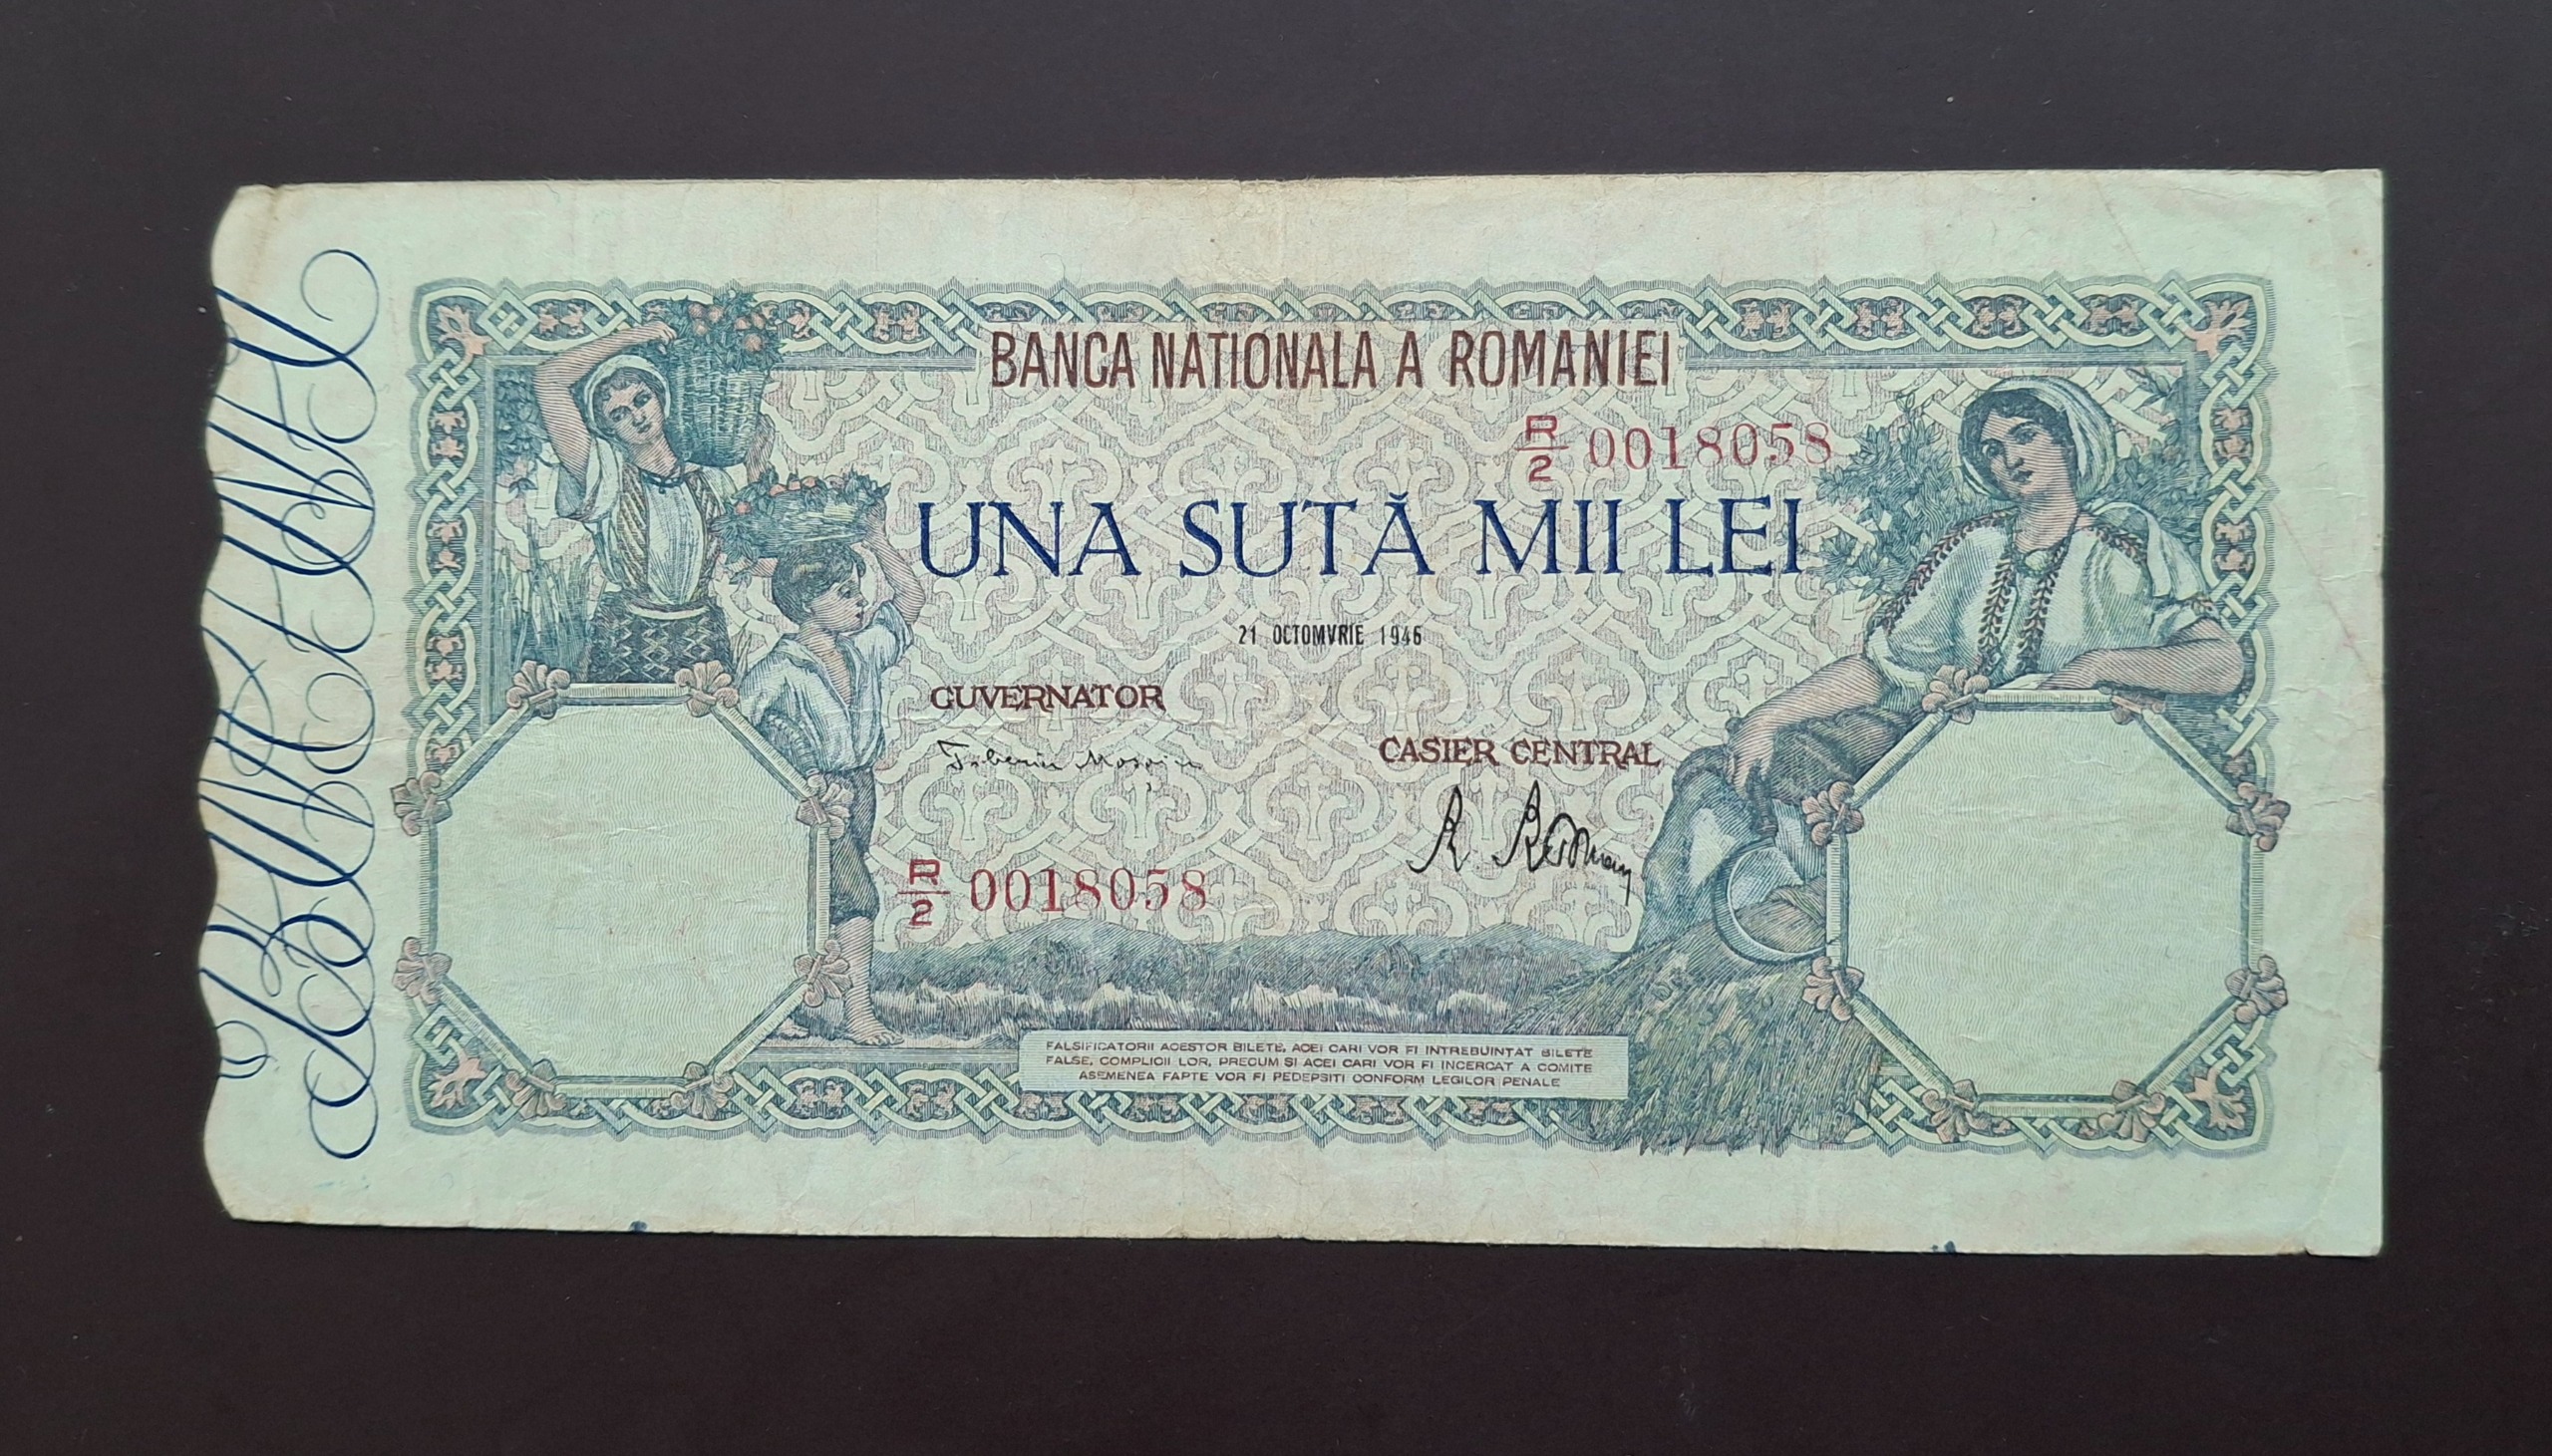 BANCA NATIONALA A ROMANIEI
R/2 0018058
UNA SUTĂ MII LEI
21 OCTOMVRIE 1946
GUVERNATOR
Tiberiu Moșoiu
CASIER CENTRAL
R/2 0018058
FALSIFICATORII ACESTOR BILETE, ACEI CARI VOR FI INTREBUINTAT BILETE
FALSE, COMPLICII LOR, PRECUM SI ACEI CARI VOR FI INCERCAT A COMITE
ASEMENEA FAPTE VOR FI PEDEPSITI CONFORM LEGILOR PENALE